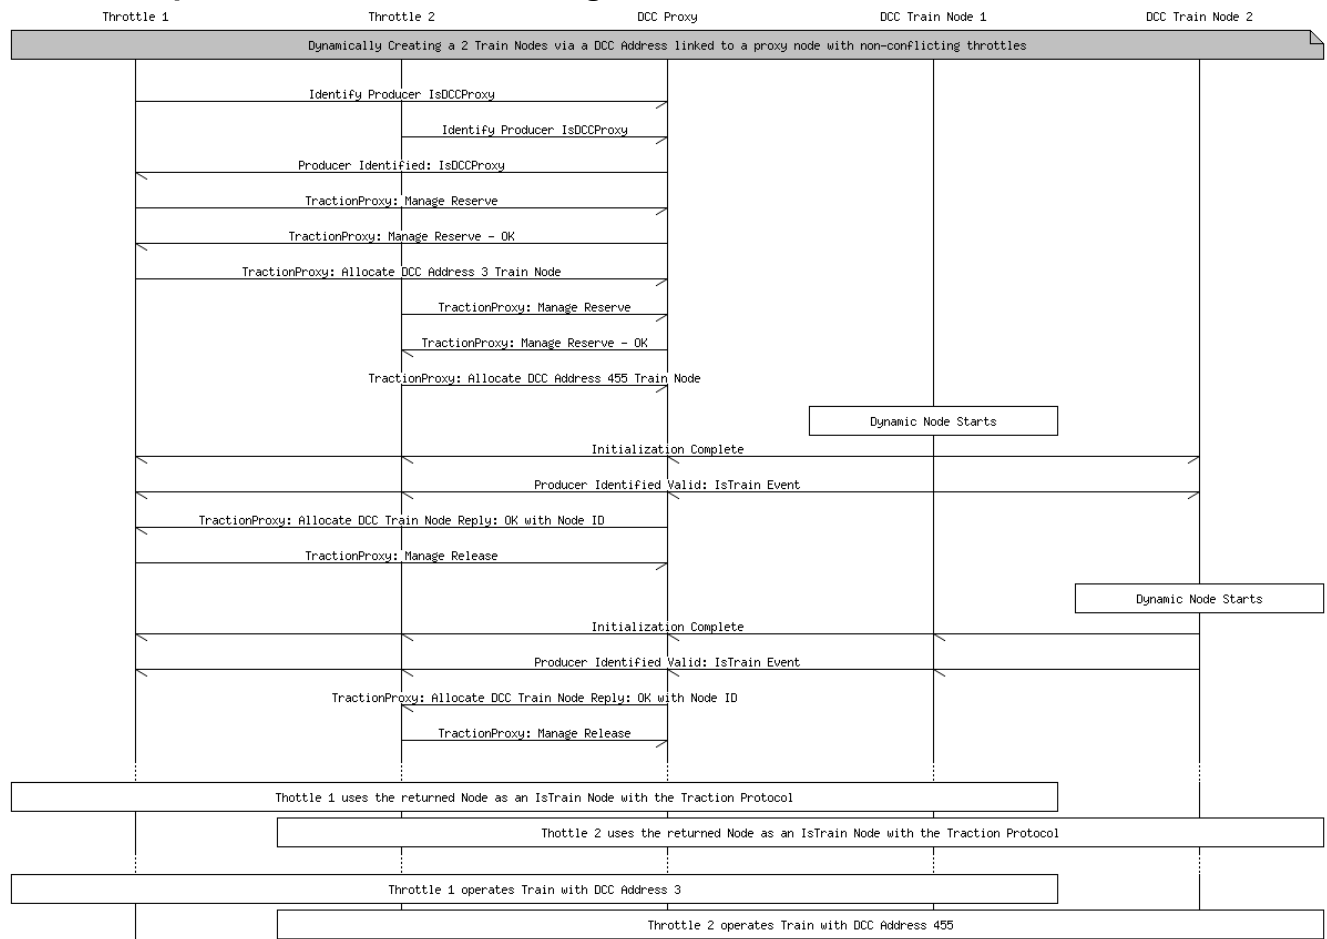 Throttle 1
Throttle 2
DCC Proxy
DCC Train Node 1
DCC Train Node 2
Dynamically Creating a 2 Train Nodes via a DCC Address linked to a proxy node with non-conflicting throttles
Identify Producer IsDCCProxy
Identify Producer IsDCCProxy
Producer Identified: IsDCCProxy
TractionProxy: Manage Reserve
TractionProxy: Manage Reserve - OK
TractionProxy: Allocate DCC Address 3 Train Node
TractionProxy: Manage Reserve
TractionProxy: Manage Reserve - OK
TractionProxy: Allocate DCC Address 455 Train Node
Dynamic Node Starts
Initialization Complete
Producer Identified Valid: IsTrain Event
TractionProxy: Allocate DCC Train Node Reply: OK with Node ID
TractionProxy: Manage Release
Dynamic Node Starts
Initialization Complete
Producer Identified Valid: IsTrain Event
TractionProxy: Allocate DCC Train Node Reply: OK with Node ID
TractionProxy: Manage Release
Thottle 1 uses the returned Node as an IsTrain Node with the Traction Protocol
Thottle 2 uses the returned Node as an IsTrain Node with the Traction Protocol
Throttle 1 operates Train with DCC Address 3
Throttle 2 operates Train with DCC Address 455